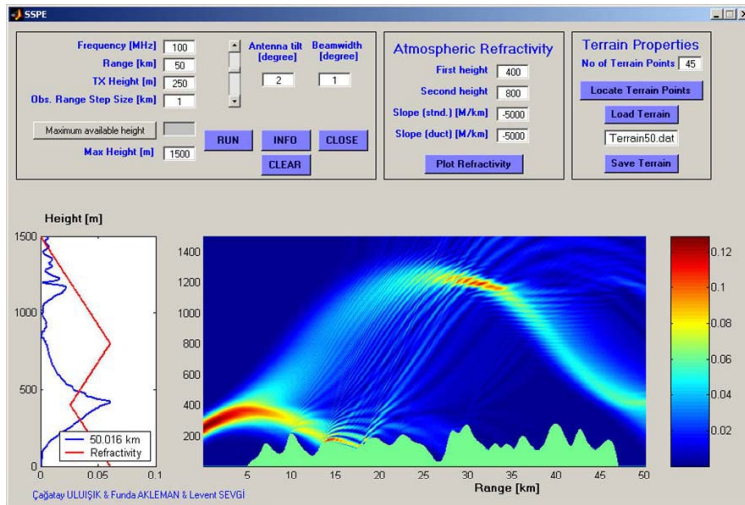 SSPE
Frequency [MHz] 100
Range [km] 50
TX Height [m] 250
Obs. Range Step Size [km] 1
Maximum available height
Max Height [m] 1500
Antenna tilt [degree]
2
Beamwidth [degree]
1
RUN INFO CLOSE
CLEAR
Atmospheric Refractivity
First height 400
Second height 800
Slope (stnd.) [M/km] -5000
Slope (duct) [M/km] -5000
Plot Refractivity
Terrain Properties
No of Terrain Points 45
Locate Terrain Points
Load Terrain
Terrain50.dat
Save Terrain
Height [m]
1500
1000
500
0
0 0.05 0.1
50.016 km
Refractivity
1400
1200
1000
800
600
400
200
0
5 10 15 20 25 30 35 40 45 50
Range [km]
0.12
0.1
0.08
0.06
0.04
0.02
Çağatay ULUIŞIK & Funda AKLEMAN & Levent SEVGİ